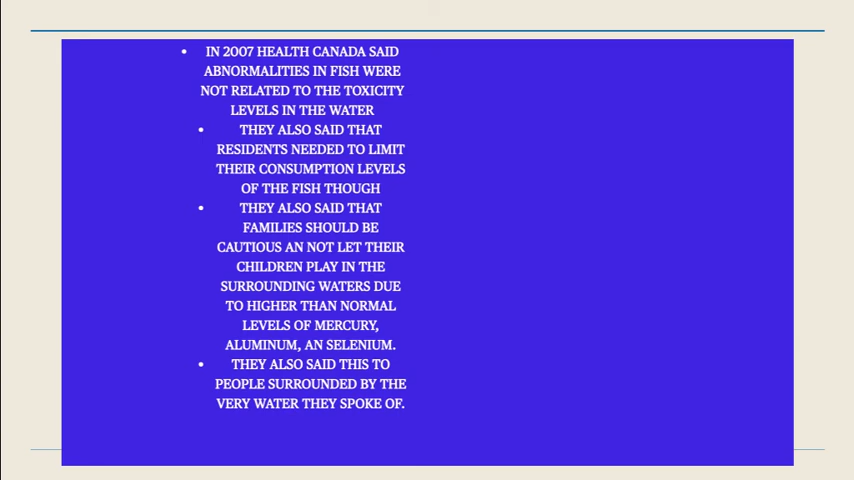 • IN 2007 HEALTH CANADA SAID
ABNORMALITIES IN FISH WERE
NOT RELATED TO THE TOXICITY
LEVELS IN THE WATER
• THEY ALSO SAID THAT
RESIDENTS NEEDED TO LIMIT
THEIR CONSUMPTION LEVELS
OF THE FISH THOUGH
• THEY ALSO SAID THAT
FAMILIES SHOULD BE
CAUTIOUS AN NOT LET THEIR
CHILDREN PLAY IN THE
SURROUNDING WATERS DUE
TO HIGHER THAN NORMAL
LEVELS OF MERCURY,
ALUMINUM, AN SELENIUM.
• THEY ALSO SAID THIS TO
PEOPLE SURROUNDED BY THE
VERY WATER THEY SPOKE OF.